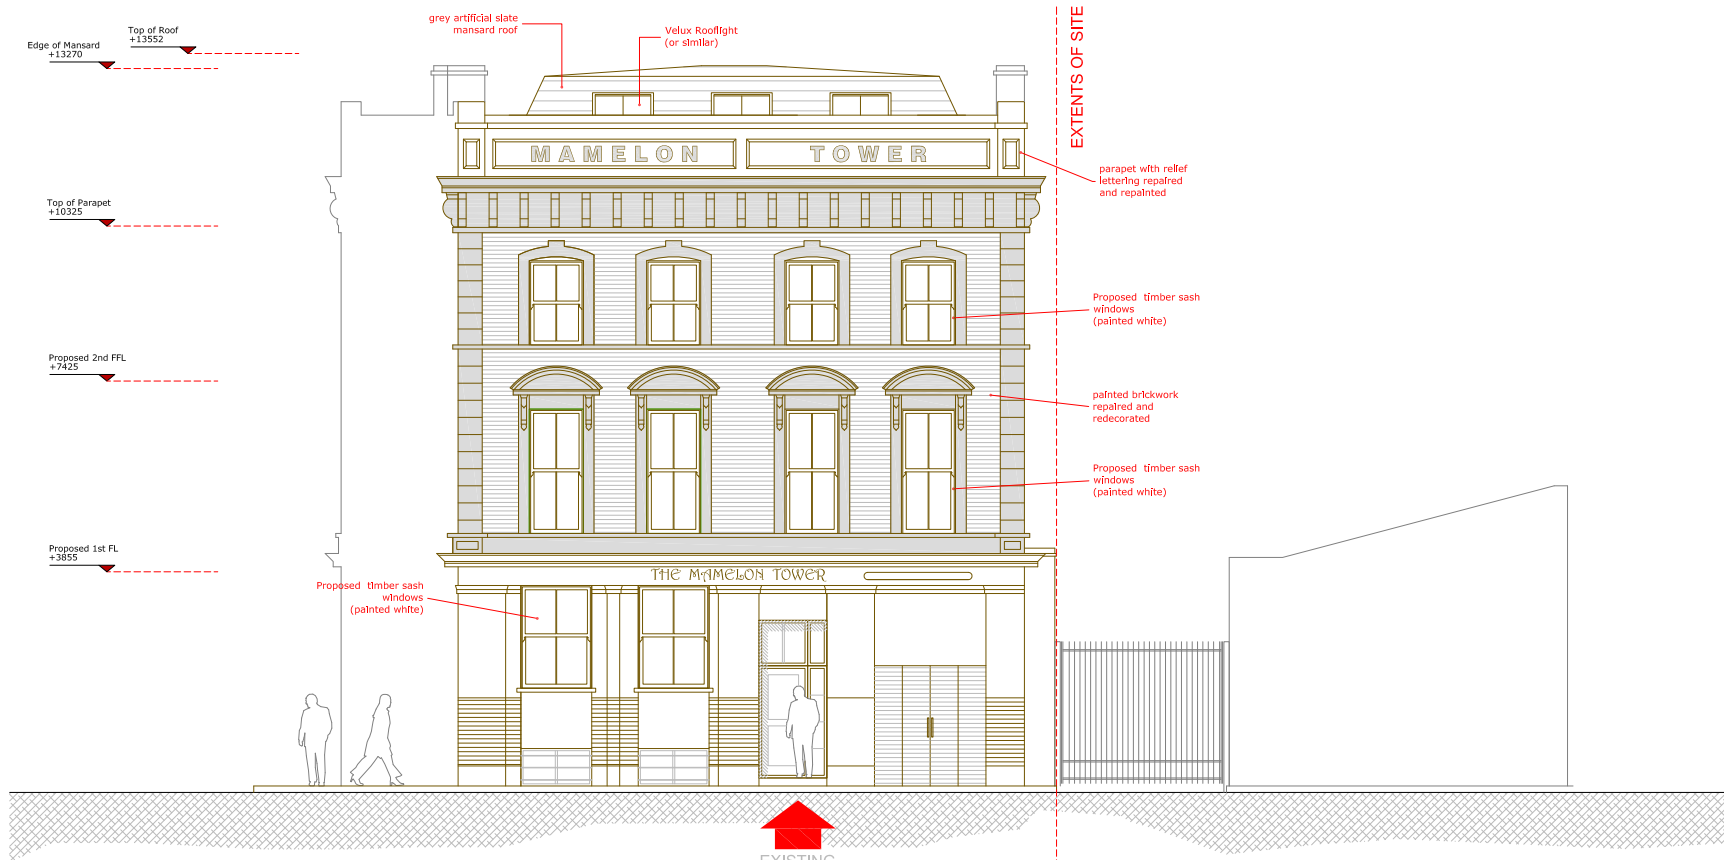 Top of Roof
+13552
Edge of Mansard
+13270
grey artificial slate
mansard roof
Velux Rooflight
(or similar)
EXTENTS OF SITE
MAMELON TOWER
parapet with relief
lettering repaired
and repainted
Top of Parapet
+10325
Proposed timber sash
windows
(painted white)
Proposed 2nd FFL
+7425
painted brickwork
repaired and
redecorated
Proposed timber sash
windows
(painted white)
Proposed 1st FL
+3855
THE MAMELON TOWER
Proposed timber sash
windows
(painted white)
EXISTING